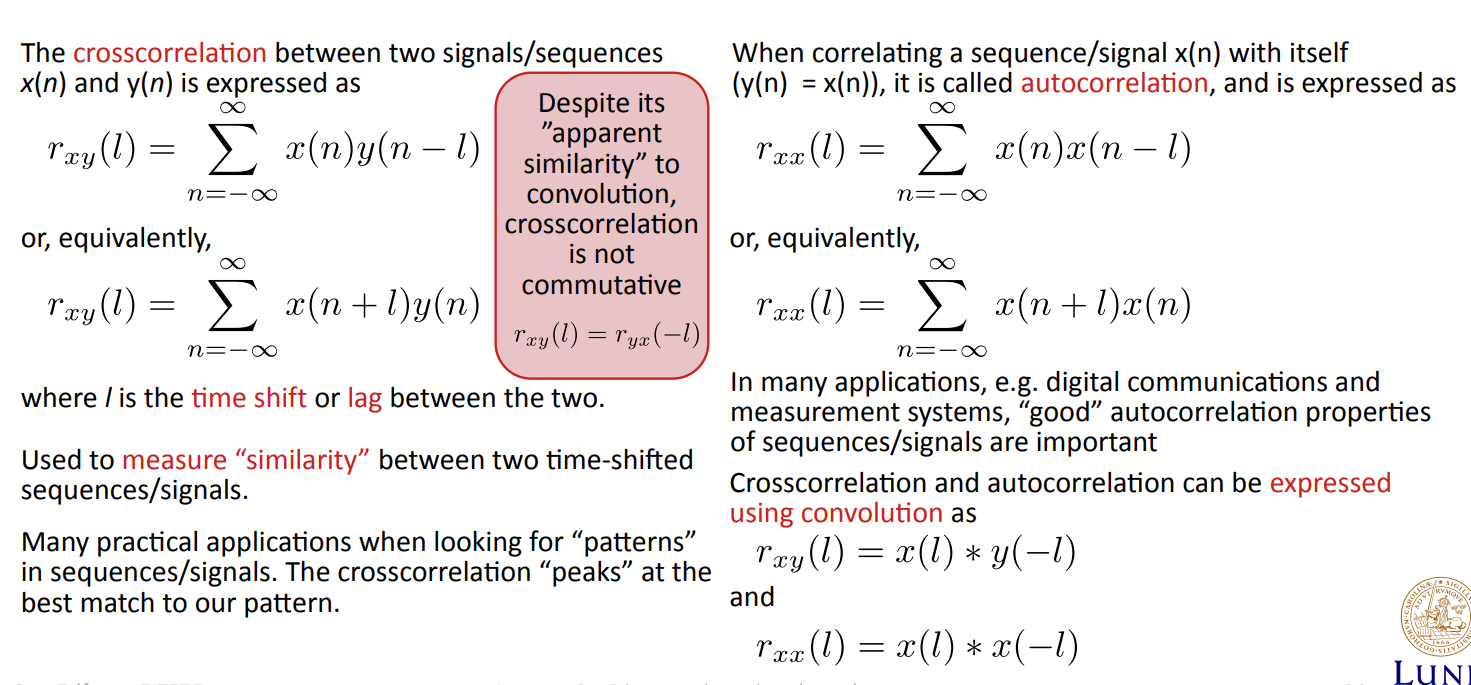 The crosscorrelation between two signals/sequences
x(n) and y(n) is expressed as
r_{xy}(l) = \sum_{n=-\infty}^{\infty} x(n)y(n − l)
or, equivalently,
r_{xy}(l) = \sum_{n=-\infty}^{\infty} x(n + l)y(n)
where l is the time shift or lag between the two.
Used to measure “similarity” between two time-shifted
sequences/signals.
Many practical applications when looking for “patterns”
in sequences/signals. The crosscorrelation “peaks” at the
best match to our pattern.
Despite its
”apparent
similarity” to
convolution,
crosscorrelation
is not
commutative
r_{xy}(l) = r_{yx}(−l)
When correlating a sequence/signal x(n) with itself
(y(n) = x(n)), it is called autocorrelation, and is expressed as
r_{xx}(l) = \sum_{n=-\infty}^{\infty} x(n)x(n − l)
or, equivalently,
r_{xx}(l) = \sum_{n=-\infty}^{\infty} x(n + l)x(n)
In many applications, e.g. digital communications and
measurement systems, “good” autocorrelation properties
of sequences/signals are important
Crosscorrelation and autocorrelation can be expressed
using convolution as
r_{xy}(l) = x(l) ∗ y(−l)
and
r_{xx}(l) = x(l) ∗ x(−l)